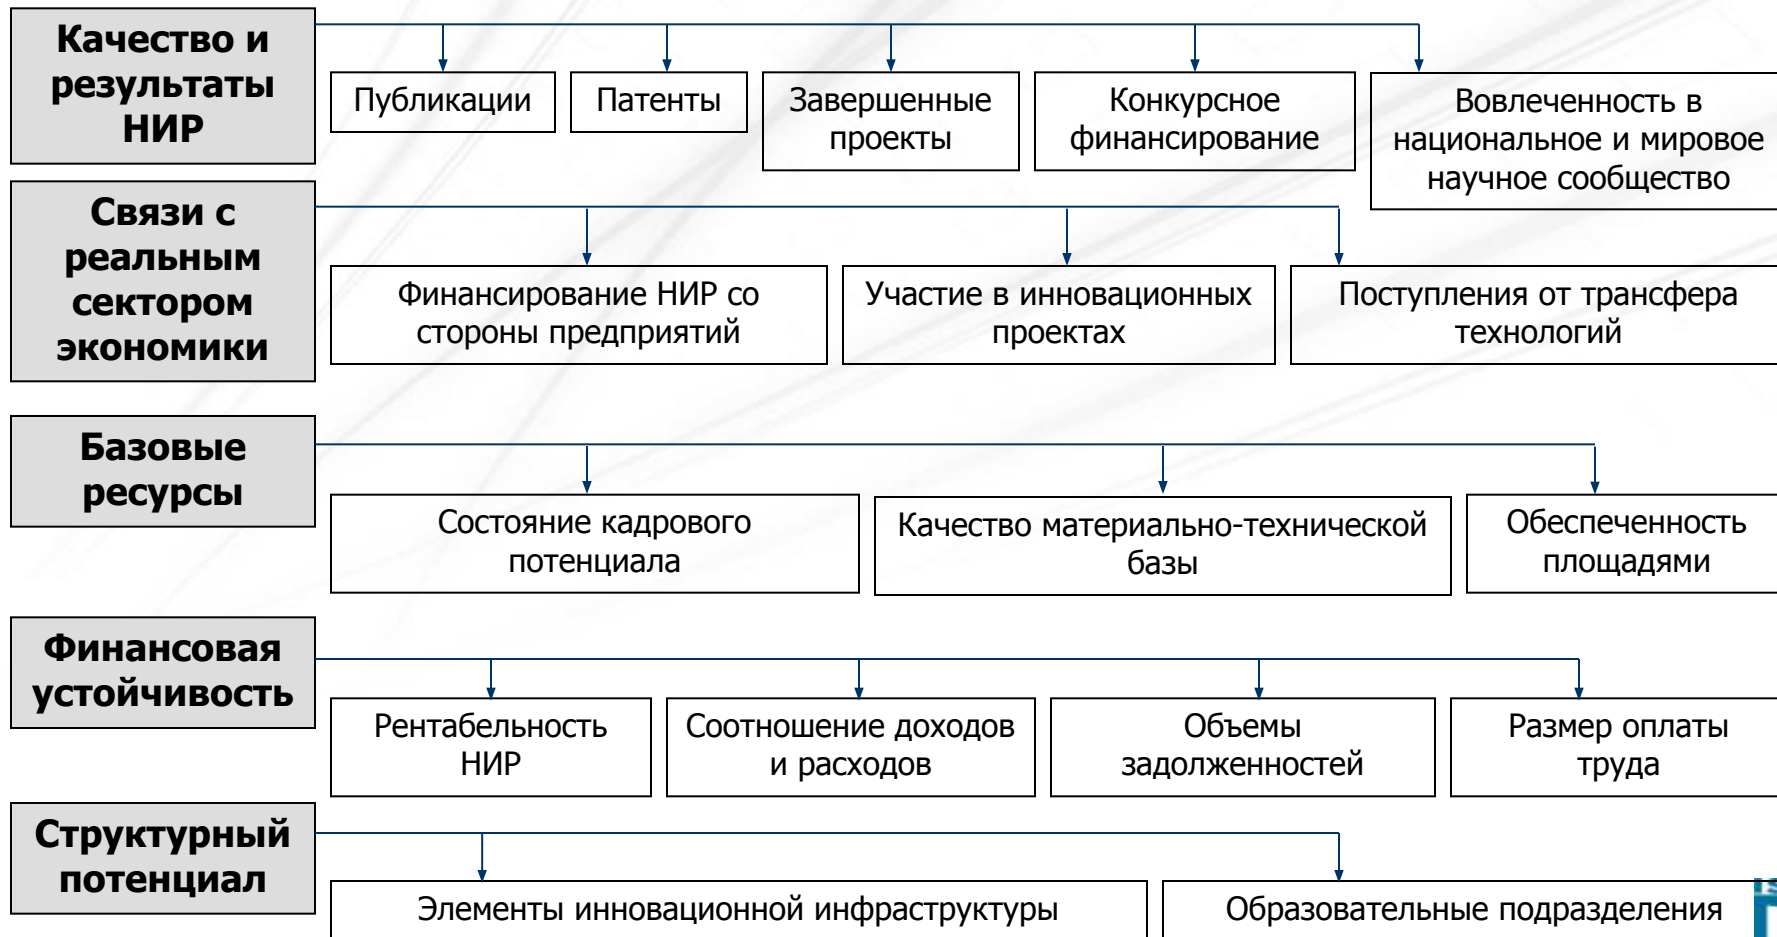 Качество и
результаты
НИР
Публикации
Патенты
Завершенные
проекты
Конкурсное
финансирование
Вовлеченность в
национальное и мировое
научное сообщество
Связи с
реальным
сектором
экономики
Финансирование НИР со
стороны предприятий
Участие в инновационных
проектах
Поступления от трансфера
технологий
Базовые
ресурсы
Состояние кадрового
потенциала
Качество материально-технической
базы
Обеспеченность
площадями
Финансовая
устойчивость
Рентабельность
НИР
Соотношение доходов
и расходов
Объемы
задолженностей
Размер оплаты
труда
Структурный
потенциал
Элементы инновационной инфраструктуры
Образовательные подразделения